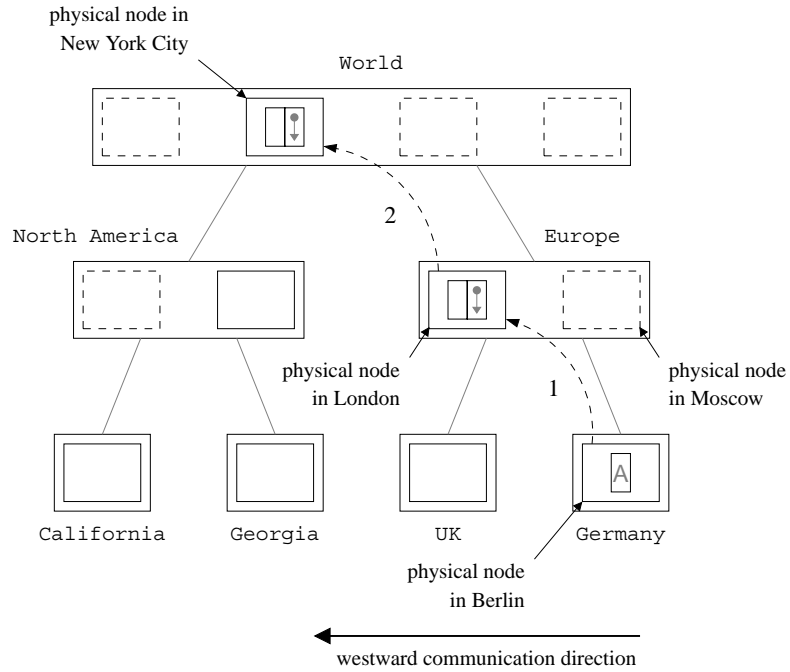 physical node in
New York City
World
2
North America
Europe
physical node
in London
1
physical node
in Moscow
A
California
Georgia
UK
Germany
physical node
in Berlin
westward communication direction